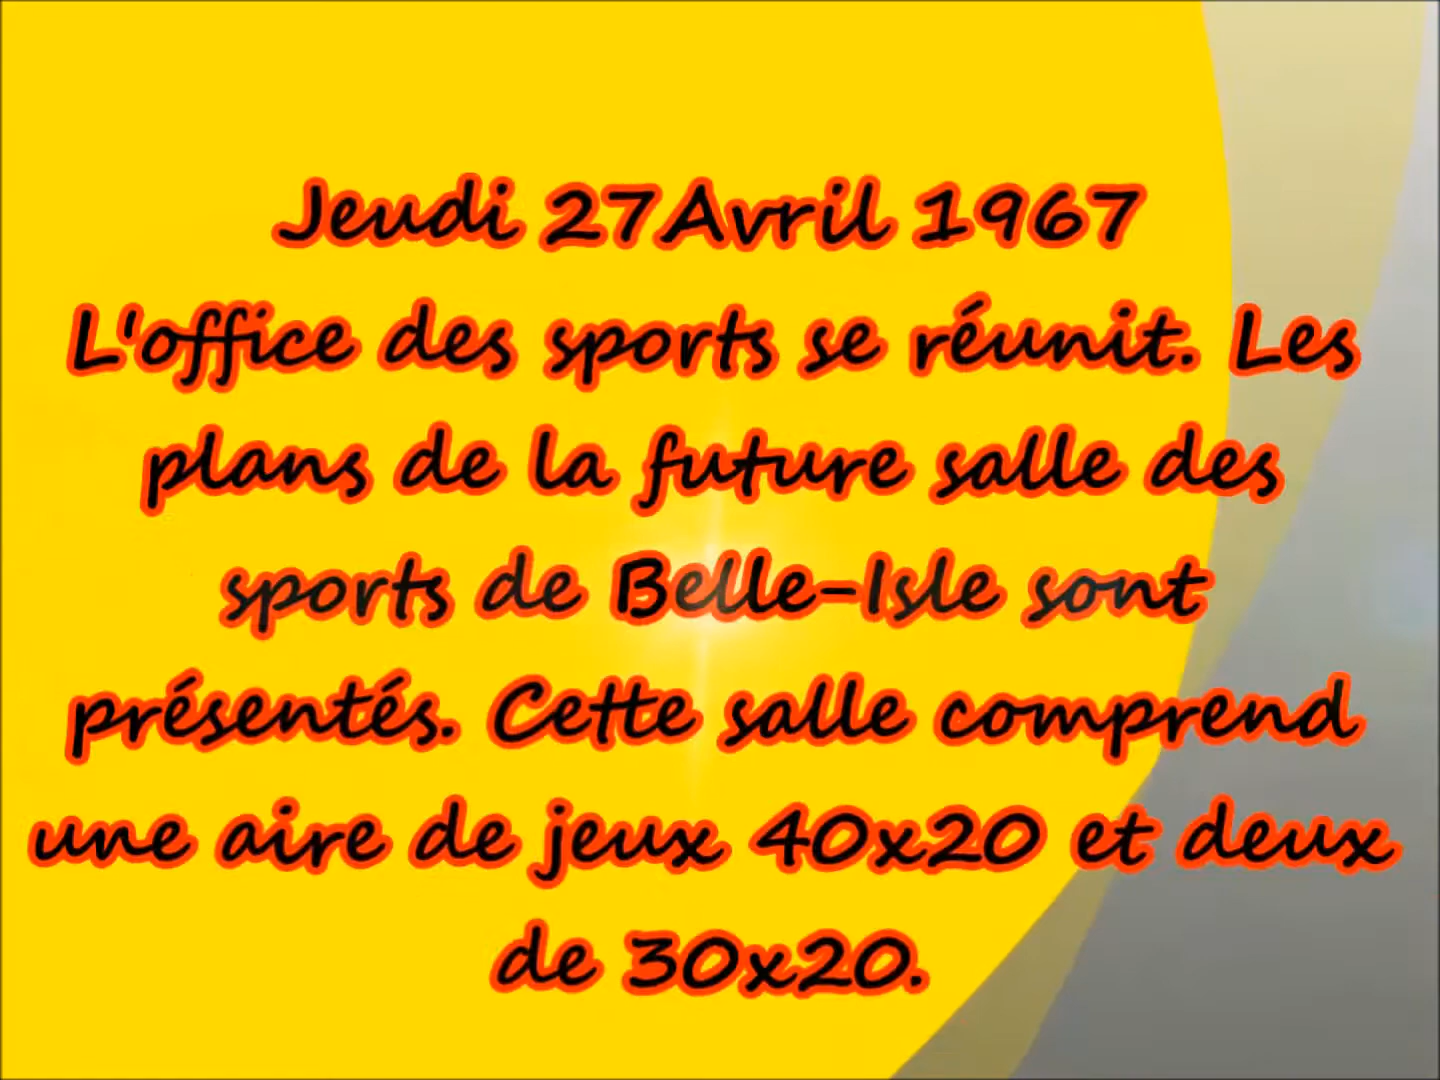 Jeudi 27Avril 1967
L'office des sports se réunit. Les
plans de la future salle des
sports de Belle-Isle sont
présentés. Cette salle comprend
une aire de jeux 40x20 et deux
de 30x20.